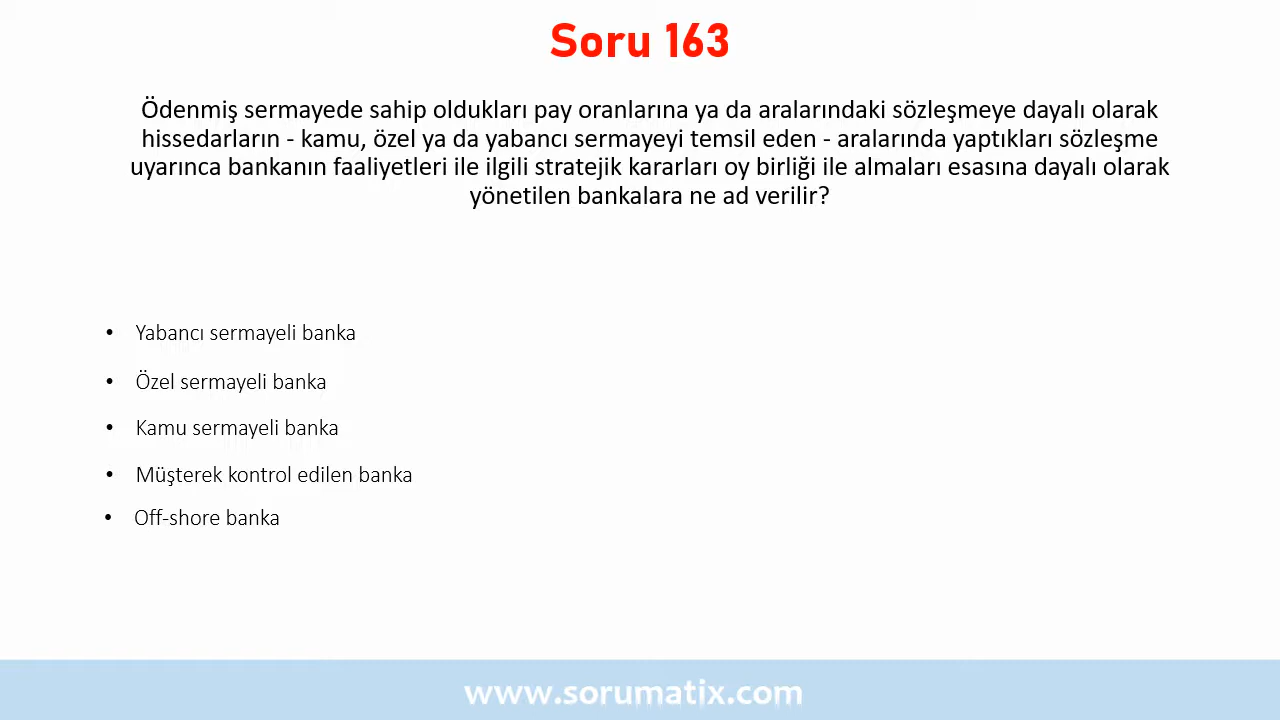 Soru 163
Ödenmiş sermayede sahip oldukları pay oranlarına ya da aralarındaki sözleşmeye dayalı olarak
hissedarların - kamu, özel ya da yabancı sermayeyi temsil eden - aralarında yaptıkları sözleşme
uyarınca bankanın faaliyetleri ile ilgili stratejik kararları oy birliği ile almaları esasına dayalı olarak
yönetilen bankalara ne ad verilir?
• Yabancı sermayeli banka
• Özel sermayeli banka
• Kamu sermayeli banka
• Müşterek kontrol edilen banka
• Off-shore banka
www.sorumatix.com